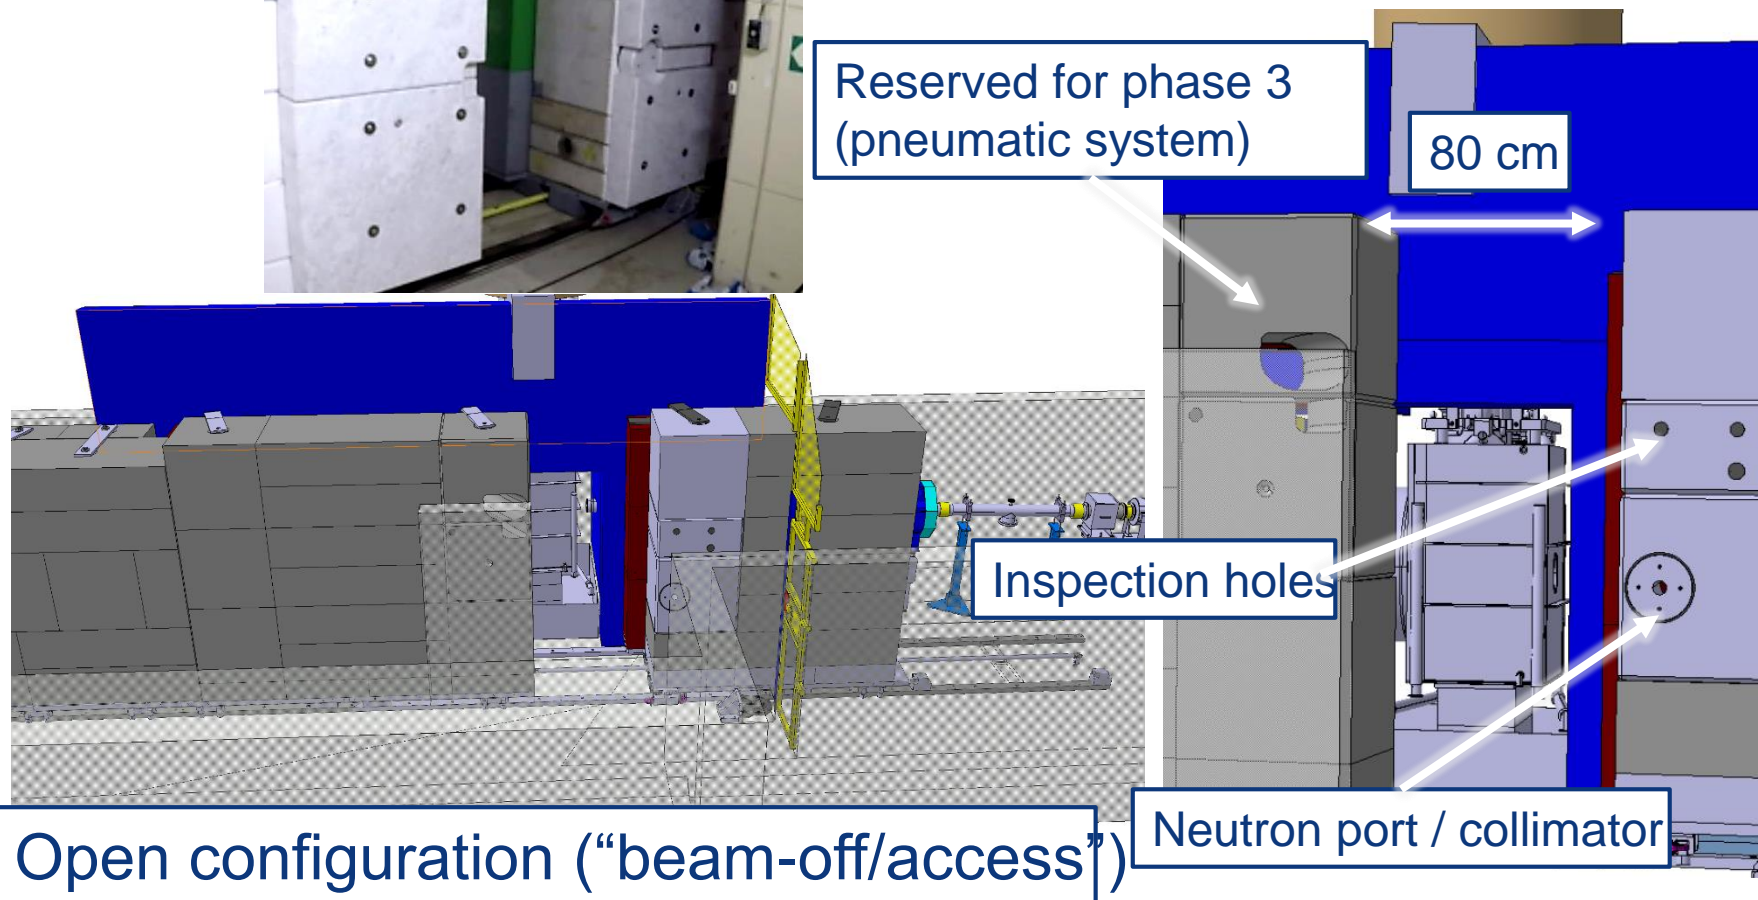 Reserved for phase 3
(pneumatic system)
80 cm
Inspection holes
Neutron port / collimator
Open configuration (“beam-off/access”)